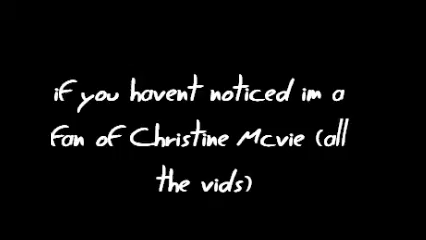 if you havent noticed im a
fan of Christine Mcvie (all
the vids)